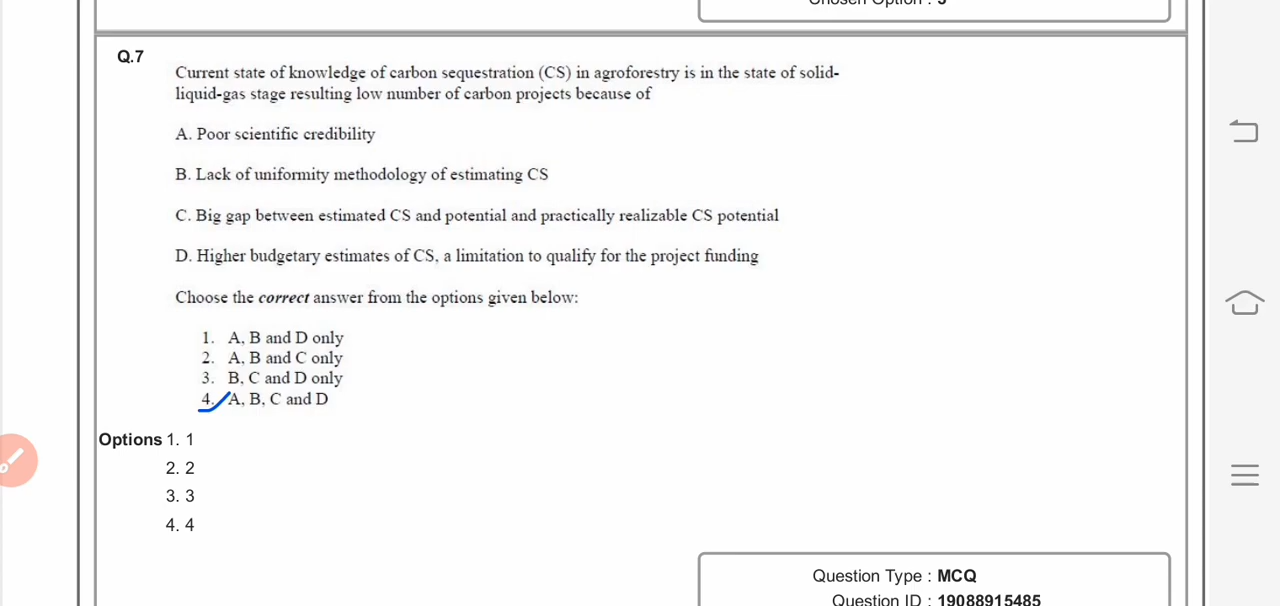 Chosen Option : 3
Q.7
Current state of knowledge of carbon sequestration (CS) in agroforestry is in the state of solid-
liquid-gas stage resulting low number of carbon projects because of
A. Poor scientific credibility
B. Lack of uniformity methodology of estimating CS
C. Big gap between estimated CS and potential and practically realizable CS potential
D. Higher budgetary estimates of CS, a limitation to qualify for the project funding
Choose the correct answer from the options given below:
1. A, B and D only
2. A, B and C only
3. B, C and D only
4. A, B, C and D
Options 1. 1
2. 2
3. 3
4. 4
Question Type : MCQ
Question ID : 19088915485